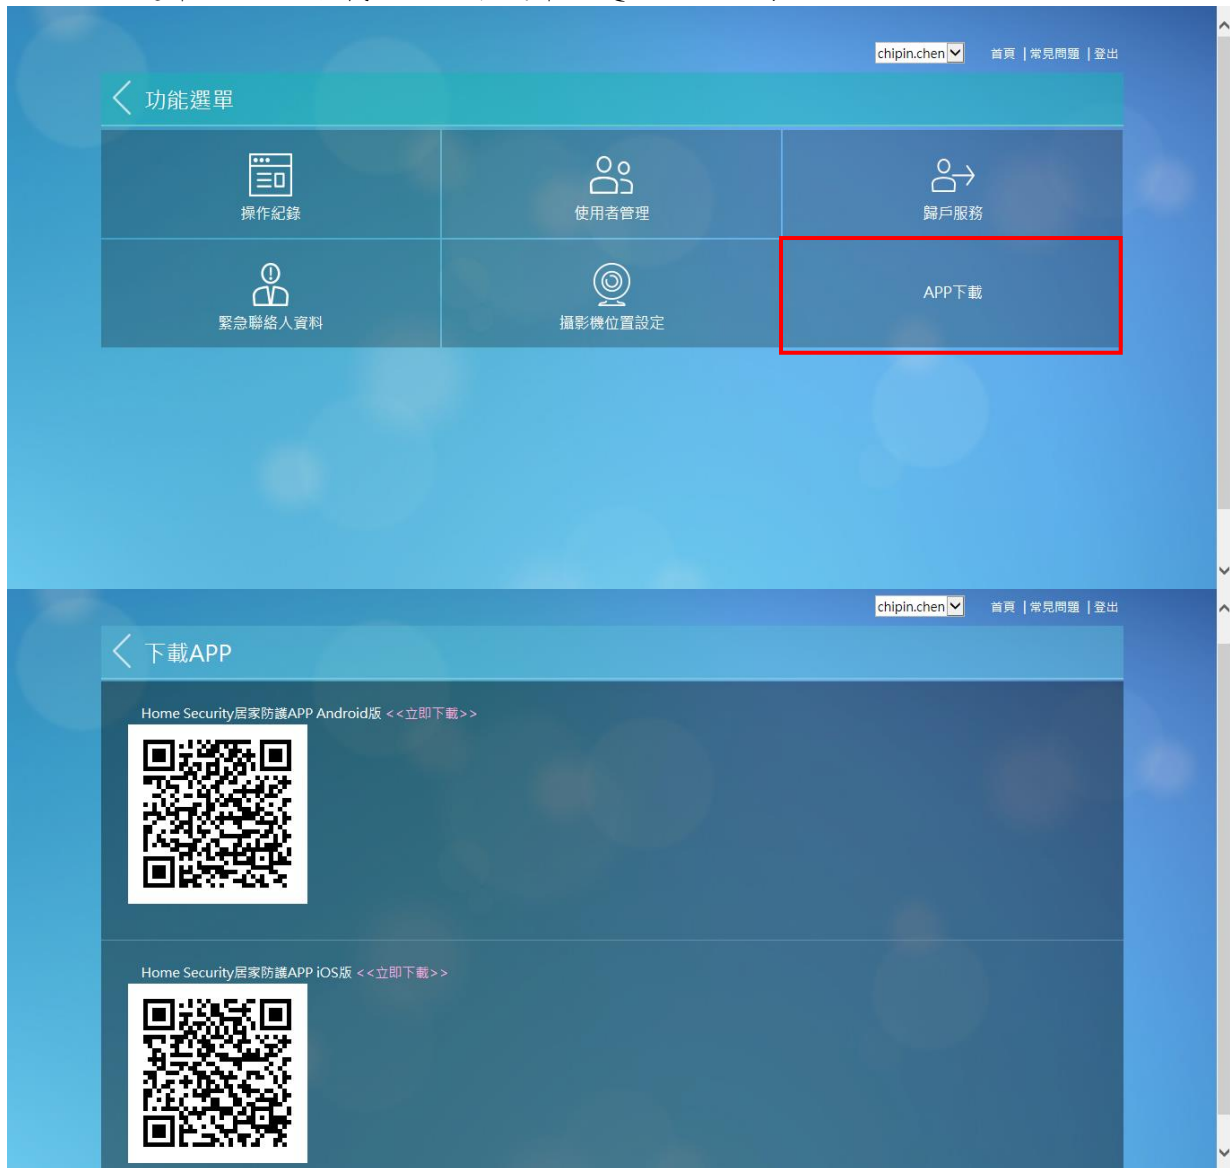 chipin.chen 首頁 | 常見問題 | 登出
功能選單
操作紀錄
使用者管理
歸戶服務
緊急聯絡人資料
攝影機位置設定
APP下載
chipin.chen 首頁 | 常見問題 | 登出
下載APP
Home Security居家防護APP Android版 <<立即下載>>
Home Security居家防護APP iOS版 <<立即下載>>